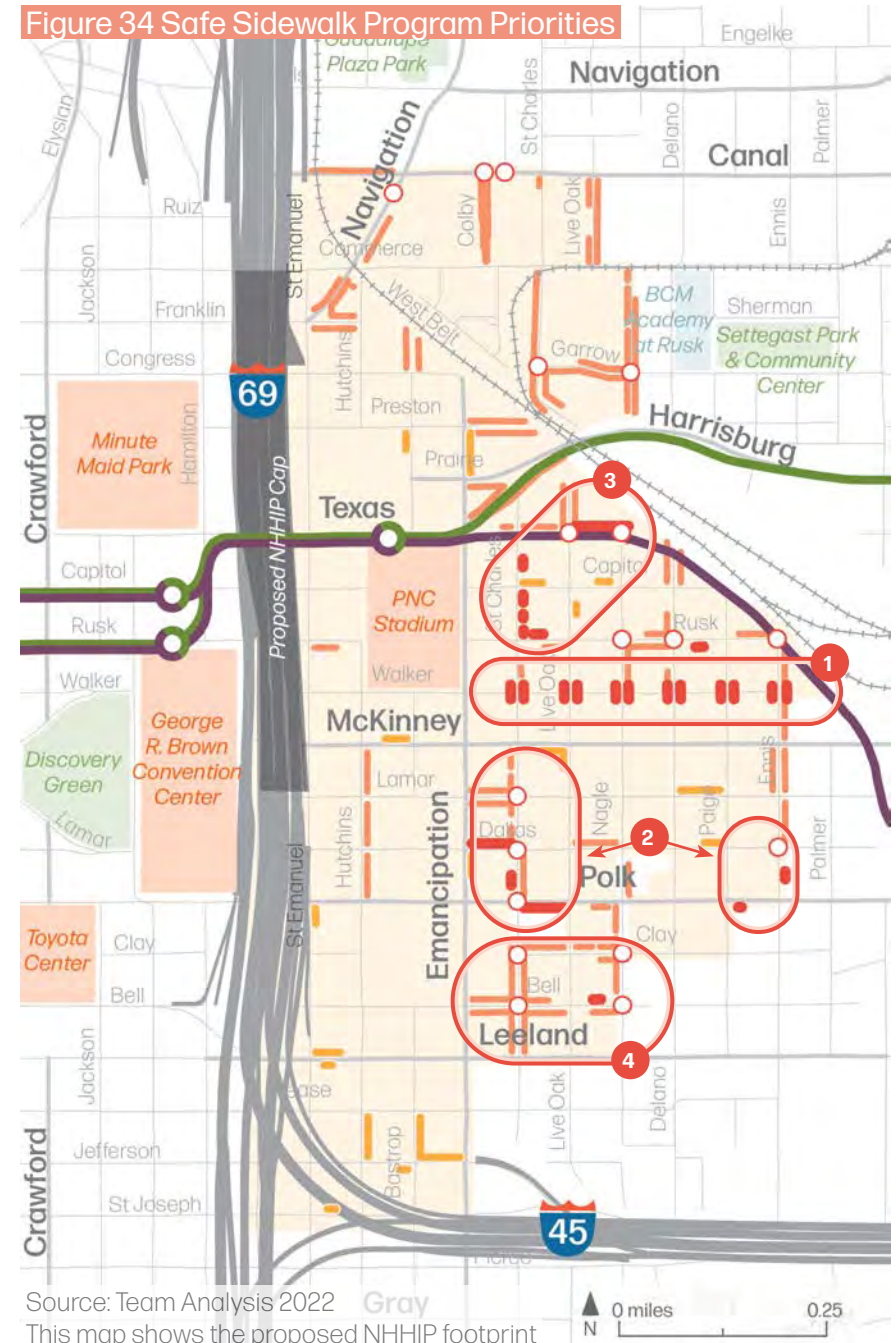 Figure 34 Safe Sidewalk Program Priorities
Guadalupe
Plaza Park
Engelke
Navigation
Elysian
St Charles
Delano
Palmer
Canal
Navigation
Ruiz
St Emanuel
Colby
Live Oak
Ennis
Commerce
Jackson
Franklin
West Belt
BCM
Academy
at Rusk
Sherman
Settegast Park
& Community
Center
Garrow
Congress
69
Hutchins
Preston
Harrisburg
Crawford
Minute
Maid Park
Hamilton
Prairie
Proposed NHHIP Cap
Texas
3
Capitol
St Charles
Capitol
PNC
Stadium
Rusk
Rusk
Walker
Walker
1
Live Oak
McKinney
George
R. Brown
Convention
Center
Discovery
Green
Lamar
Lamar
Ennis
Hutchins
Emancipation
Dallas
Nagle
2
Paige
Palmer
Polk
St Emanuel
Toyota
Center
Clay
Clay
Bell
Bell
Leeland
4
Jackson
Live Oak
Delano
Crawford
Jefferson
Bastrop
St Joseph
45
Pierce
Source: Team Analysis 2022
Gray
N
0 miles
0.25
This map shows the proposed NHHIP footprint